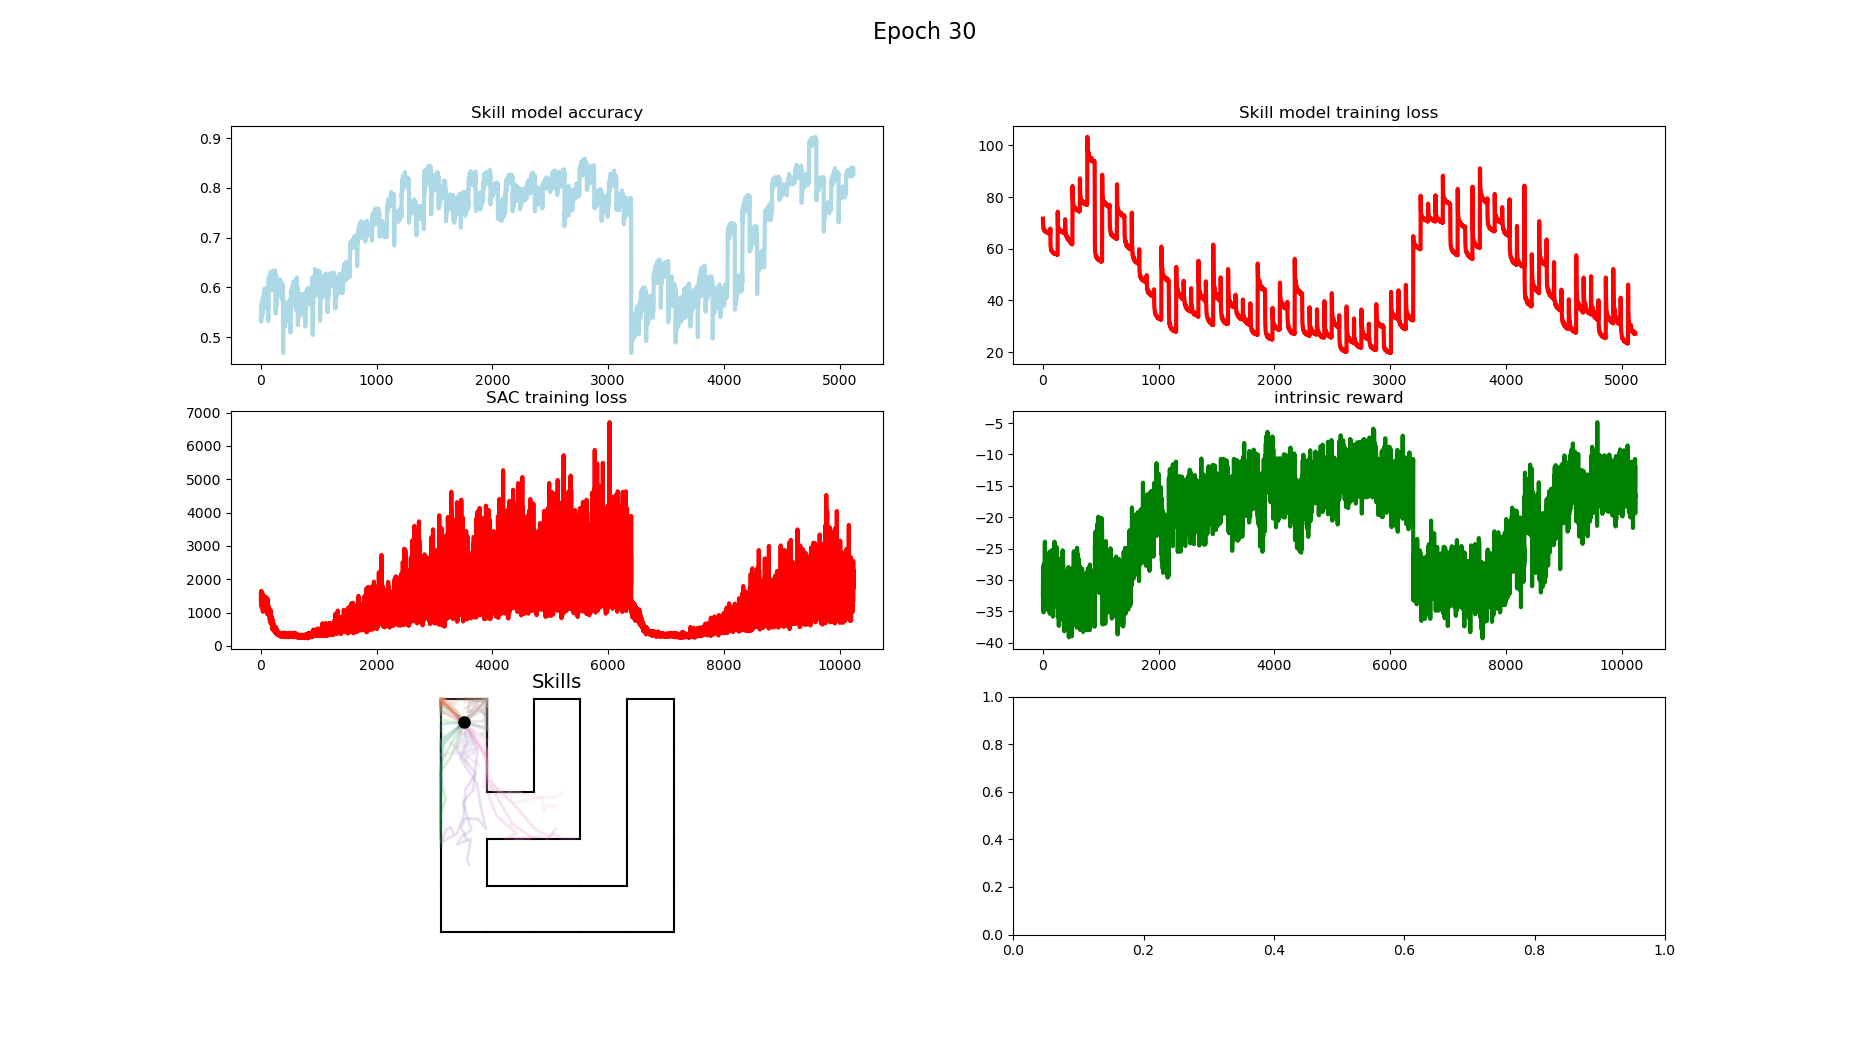 Epoch 30
Skill model accuracy
0.9
0.8
0.7
0.6
0.5
0 1000 2000 3000 4000 5000
Skill model training loss
100
80
60
40
20
0 1000 2000 3000 4000 5000
SAC training loss
7000
6000
5000
4000
3000
2000
1000
0
0 2000 4000 6000 8000 10000
intrinsic reward
−5
−10
−15
−20
−25
−30
−35
−40
0 2000 4000 6000 8000 10000
Skills
1.0
0.8
0.6
0.4
0.2
0.0
0.0 0.2 0.4 0.6 0.8 1.0